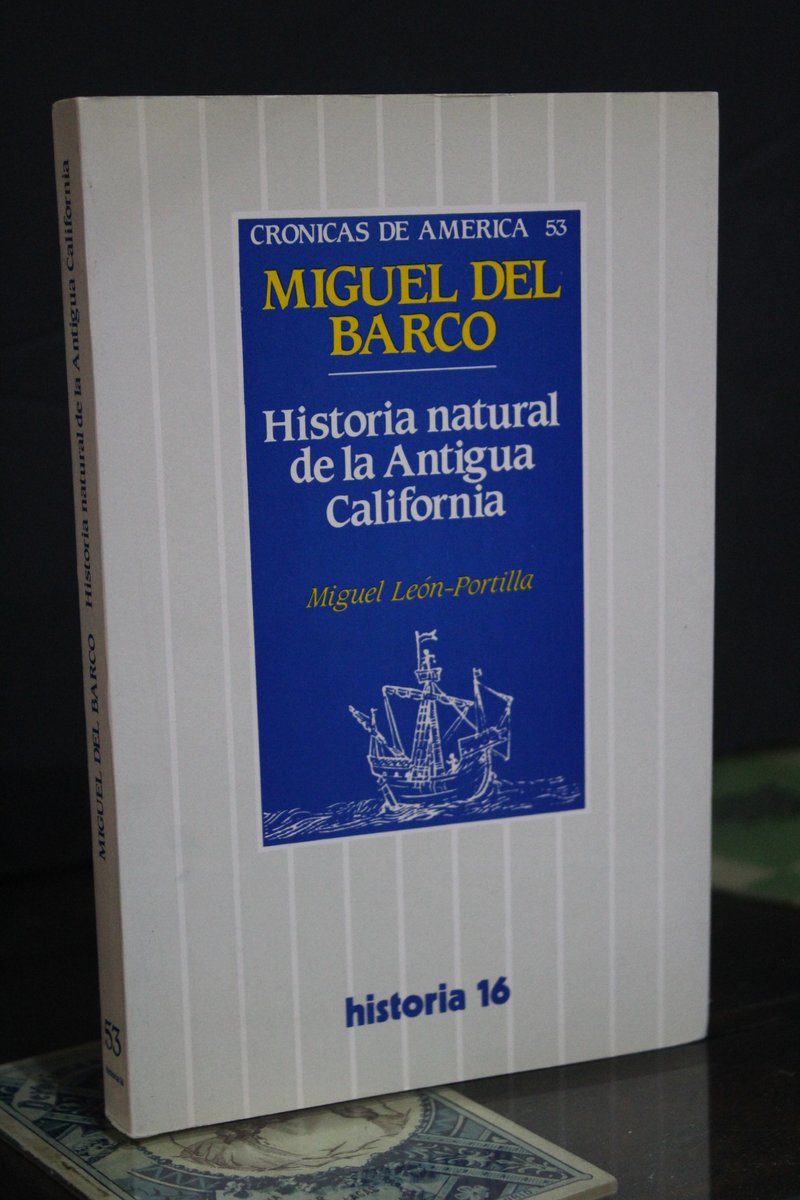 CRONICAS DE AMERICA 53
MIGUEL DEL
BARCO
Historia natural
de la Antigua
California
Miguel León-Portilla
historia 16
MIGUEL DEL BARCO Historia natural de la Antigua California
53